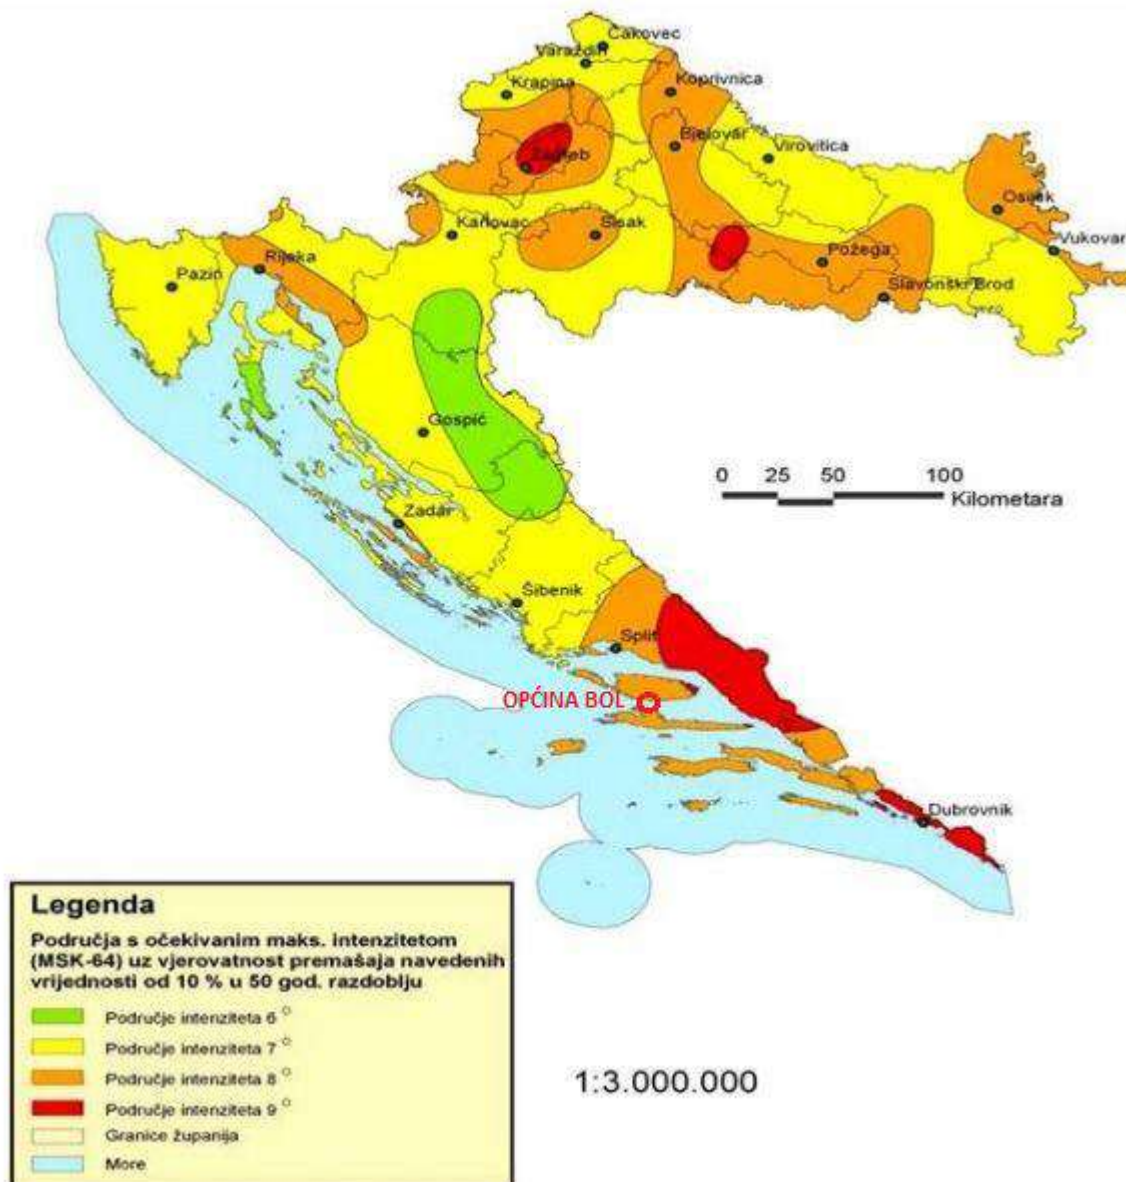 Čakovec
Varaždin
Krapina
Koprivnica
Bjelovar
Zagreb
Virovitica
Osijek
Karlovac
Sisak
Vukovar
Rijeka
Požega
Pazin
Slavonski Brod
Gospić
0 25 50 100
Kilometara
Zadar
Šibenik
Split
OPĆINA BOL
Dubrovnik
Legenda
Područja s očekivanim maks. intenzitetom
(MSK-64) uz vjerovatnost premašaja navedenih
vrijednosti od 10 % u 50 god. razdoblju
Područje intenziteta 6 °
Područje intenziteta 7 °
Područje intenziteta 8 °
Područje intenziteta 9 °
Granice županija
More
1:3.000.000